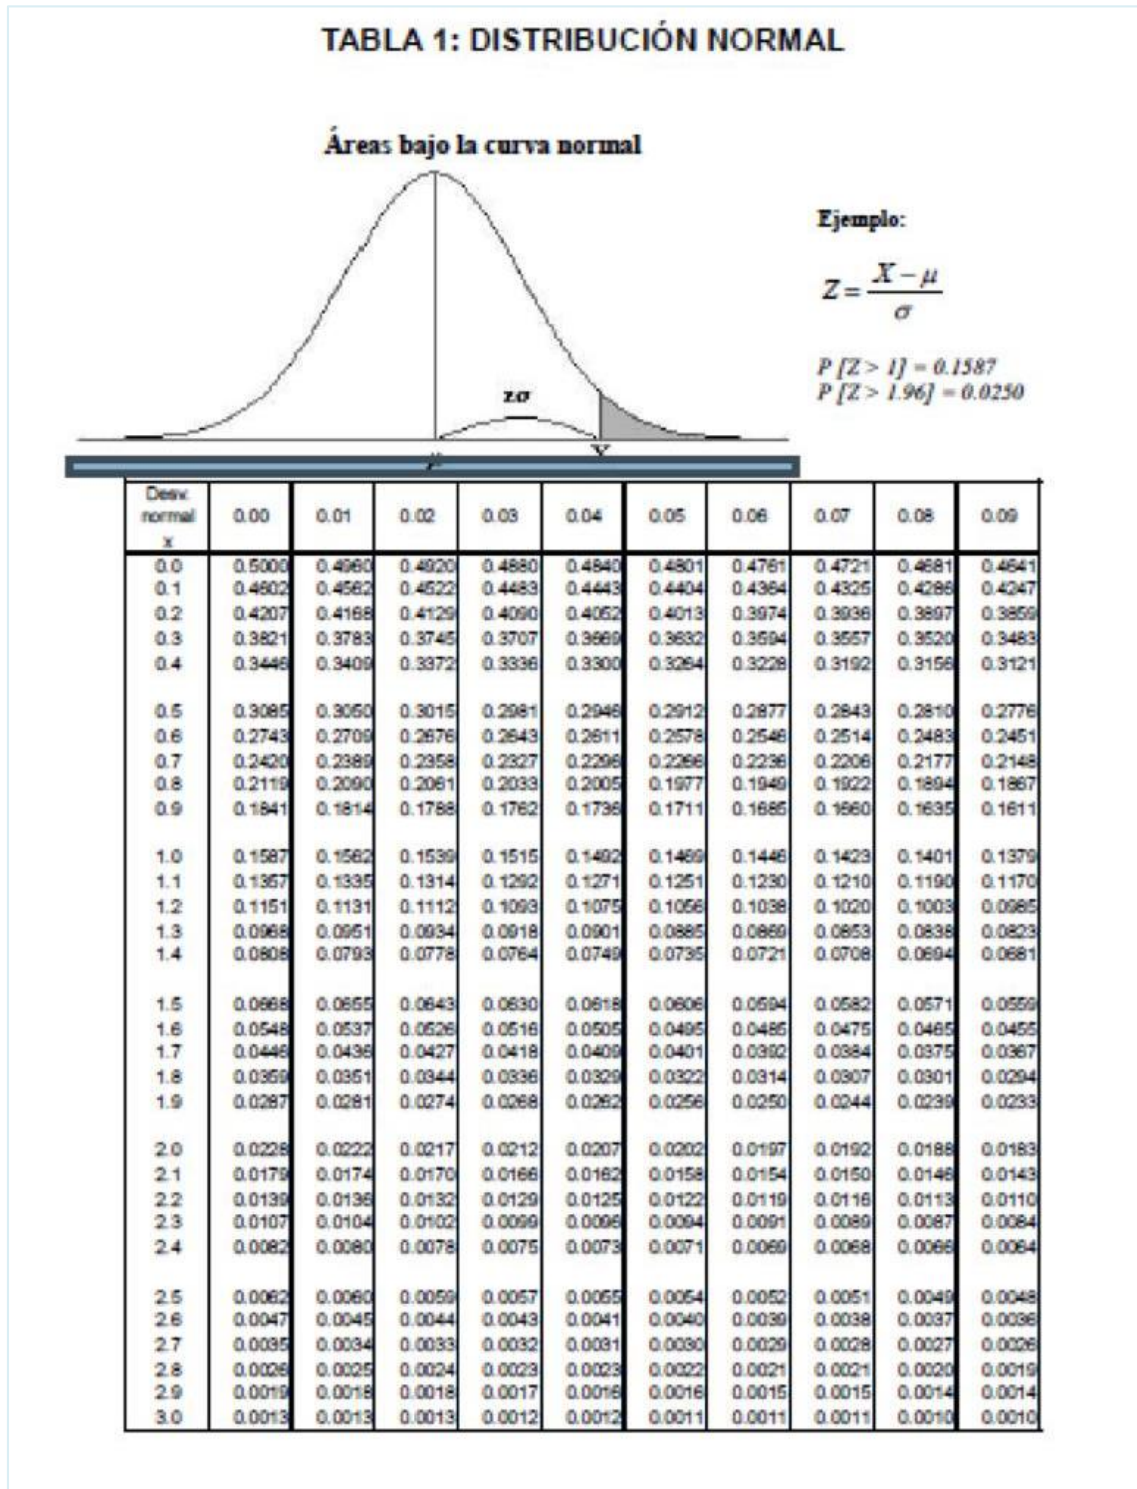 TABLA 1: DISTRIBUCIÓN NORMAL
Áreas bajo la curva normal
Ejemplo:
Z = X − μ / σ
P [Z > 1] = 0.1587
P [Z > 1.96] = 0.0250
zσ
Desv.
normal 0.00 0.01 0.02 0.03 0.04 0.05 0.06 0.07 0.08 0.09
x
0.0 0.5000 0.4960 0.4920 0.4880 0.4840 0.4801 0.4761 0.4721 0.4681 0.4641
0.1 0.4602 0.4562 0.4522 0.4483 0.4443 0.4404 0.4364 0.4325 0.4286 0.4247
0.2 0.4207 0.4168 0.4129 0.4090 0.4052 0.4013 0.3974 0.3936 0.3897 0.3859
0.3 0.3821 0.3783 0.3745 0.3707 0.3669 0.3632 0.3594 0.3557 0.3520 0.3483
0.4 0.3446 0.3409 0.3372 0.3336 0.3300 0.3264 0.3228 0.3192 0.3156 0.3121
0.5 0.3085 0.3050 0.3015 0.2981 0.2946 0.2912 0.2877 0.2843 0.2810 0.2776
0.6 0.2743 0.2709 0.2676 0.2643 0.2611 0.2578 0.2546 0.2514 0.2483 0.2451
0.7 0.2420 0.2389 0.2358 0.2327 0.2296 0.2266 0.2236 0.2206 0.2177 0.2148
0.8 0.2119 0.2090 0.2061 0.2033 0.2005 0.1977 0.1949 0.1922 0.1894 0.1867
0.9 0.1841 0.1814 0.1788 0.1762 0.1736 0.1711 0.1685 0.1660 0.1635 0.1611
1.0 0.1587 0.1562 0.1539 0.1515 0.1492 0.1469 0.1446 0.1423 0.1401 0.1379
1.1 0.1357 0.1335 0.1314 0.1292 0.1271 0.1251 0.1230 0.1210 0.1190 0.1170
1.2 0.1151 0.1131 0.1112 0.1093 0.1075 0.1056 0.1038 0.1020 0.1003 0.0985
1.3 0.0968 0.0951 0.0934 0.0918 0.0901 0.0885 0.0869 0.0853 0.0838 0.0823
1.4 0.0808 0.0793 0.0778 0.0764 0.0749 0.0735 0.0721 0.0708 0.0694 0.0681
1.5 0.0668 0.0655 0.0643 0.0630 0.0618 0.0606 0.0594 0.0582 0.0571 0.0559
1.6 0.0548 0.0537 0.0526 0.0516 0.0505 0.0495 0.0485 0.0475 0.0465 0.0455
1.7 0.0446 0.0436 0.0427 0.0418 0.0409 0.0401 0.0392 0.0384 0.0375 0.0367
1.8 0.0359 0.0351 0.0344 0.0336 0.0329 0.0322 0.0314 0.0307 0.0301 0.0294
1.9 0.0287 0.0281 0.0274 0.0268 0.0262 0.0256 0.0250 0.0244 0.0239 0.0233
2.0 0.0228 0.0222 0.0217 0.0212 0.0207 0.0202 0.0197 0.0192 0.0188 0.0183
2.1 0.0179 0.0174 0.0170 0.0166 0.0162 0.0158 0.0154 0.0150 0.0146 0.0143
2.2 0.0139 0.0136 0.0132 0.0129 0.0125 0.0122 0.0119 0.0116 0.0113 0.0110
2.3 0.0107 0.0104 0.0102 0.0099 0.0096 0.0094 0.0091 0.0089 0.0087 0.0084
2.4 0.0082 0.0080 0.0078 0.0075 0.0073 0.0071 0.0069 0.0068 0.0066 0.0064
2.5 0.0062 0.0060 0.0059 0.0057 0.0055 0.0054 0.0052 0.0051 0.0049 0.0048
2.6 0.0047 0.0045 0.0044 0.0043 0.0041 0.0040 0.0039 0.0038 0.0037 0.0036
2.7 0.0035 0.0034 0.0033 0.0032 0.0031 0.0030 0.0029 0.0028 0.0027 0.0026
2.8 0.0026 0.0025 0.0024 0.0023 0.0023 0.0022 0.0021 0.0021 0.0020 0.0019
2.9 0.0019 0.0018 0.0018 0.0017 0.0016 0.0016 0.0015 0.0015 0.0014 0.0014
3.0 0.0013 0.0013 0.0013 0.0012 0.0012 0.0011 0.0011 0.0011 0.0010 0.0010